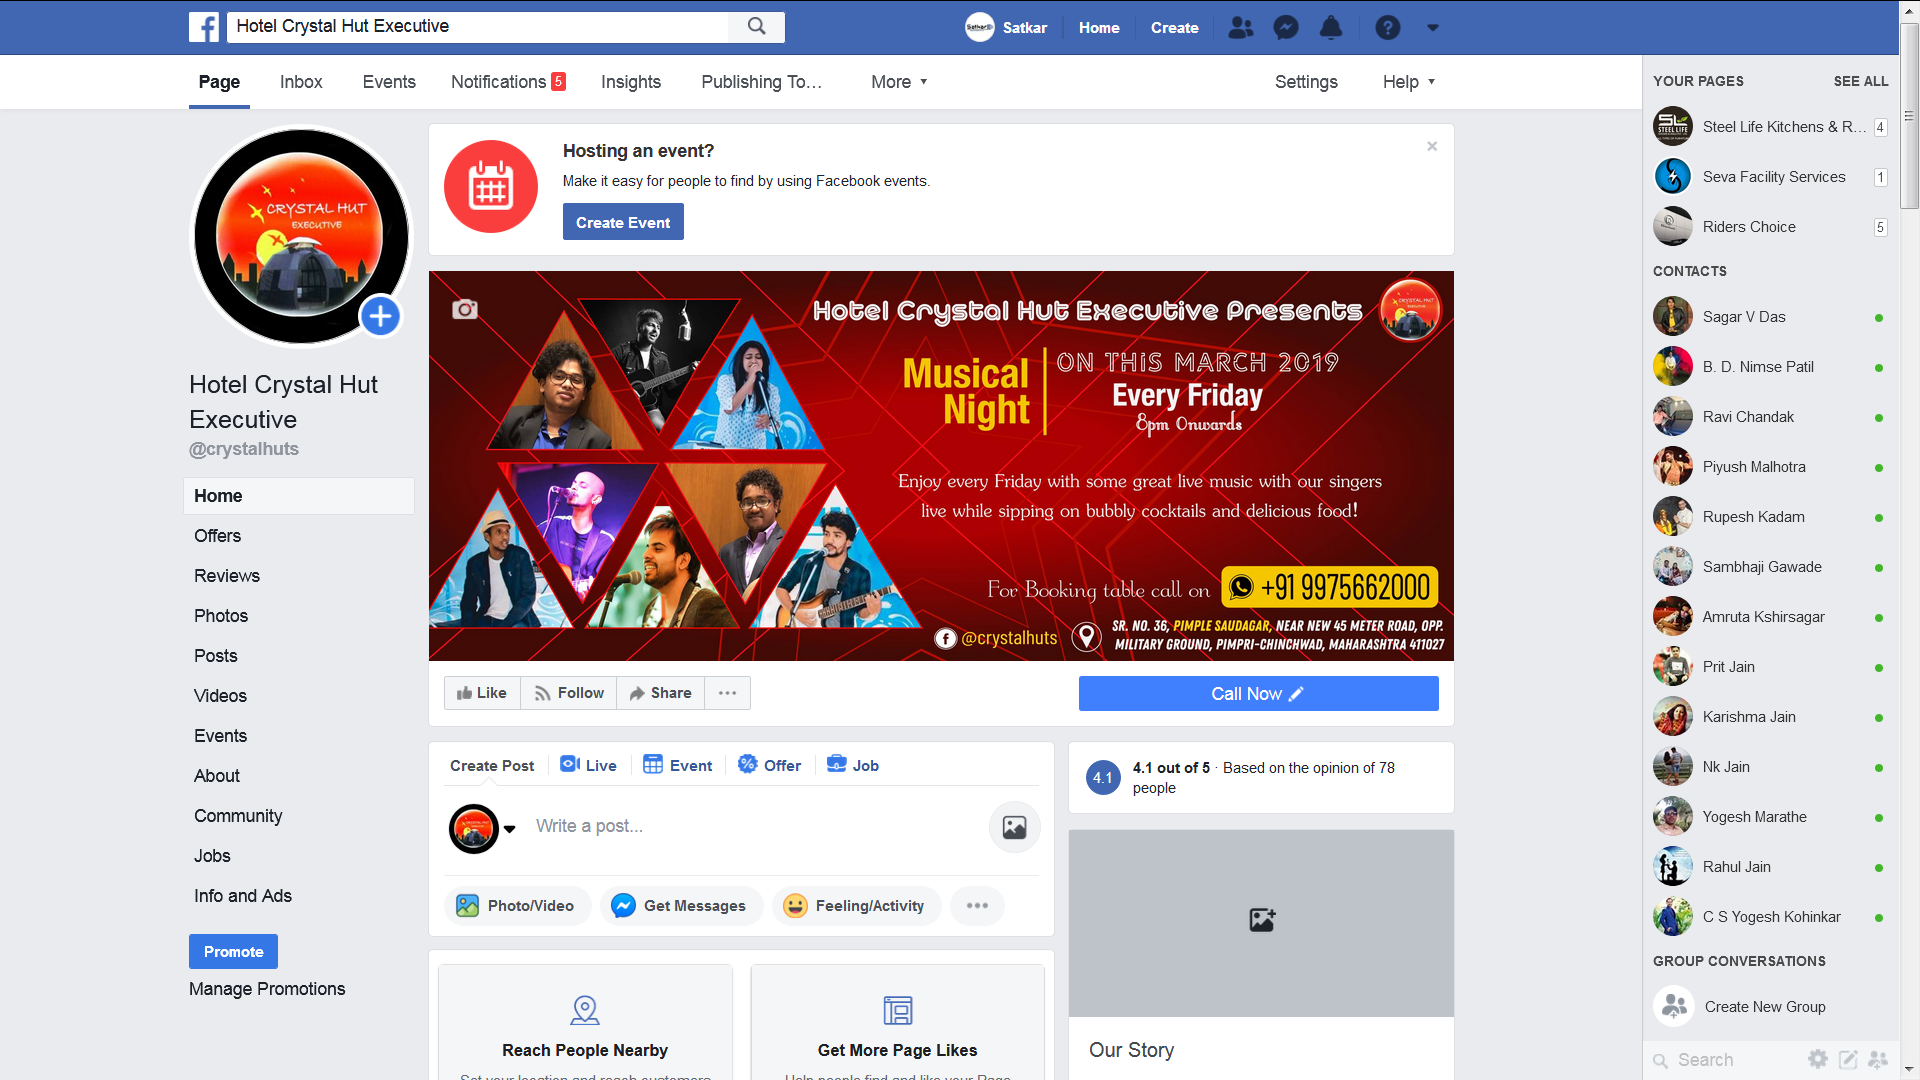 Hotel Crystal Hut Executive
Satkar
Home
Create
Page
Inbox
Events
Notifications 5
Insights
Publishing To...
More
Settings
Help
CRYSTAL HUT
EXECUTIVE
Hotel Crystal Hut
Executive
@crystalhuts
Home
Offers
Reviews
Photos
Posts
Videos
Events
About
Community
Jobs
Info and Ads
Promote
Manage Promotions
Hosting an event?
Make it easy for people to find by using Facebook events.
Create Event
Hotel Crystal Hut Executive Presents
CRYSTAL HUT
Musical
Night
ON THIS MARCH 2019
Every Friday
8pm Onwards
Enjoy every Friday with some great live music with our singers
live while sipping on bubbly cocktails and delicious food!
For Booking table call on +91 9975662000
@crystalhuts
SR. NO. 36, PIMPLE SAUDAGAR, NEAR NEW 45 METER ROAD, OPP.
MILITARY GROUND, PIMPRI-CHINCHWAD, MAHARASHTRA 411027
Like
Follow
Share
Call Now
Create Post
Live
Event
Offer
Job
Write a post...
Photo/Video
Get Messages
Feeling/Activity
Reach People Nearby
Set your location and reach customers
Get More Page Likes
Help people find and like your Page
4.1
4.1 out of 5 · Based on the opinion of 78
people
Our Story
YOUR PAGES
SEE ALL
SL
STEEL LIFE
Steel Life Kitchens & R... 4
Seva Facility Services 1
Riders Choice 5
CONTACTS
Sagar V Das
B. D. Nimse Patil
Ravi Chandak
Piyush Malhotra
Rupesh Kadam
Sambhaji Gawade
Amruta Kshirsagar
Prit Jain
Karishma Jain
Nk Jain
Yogesh Marathe
Rahul Jain
C S Yogesh Kohinkar
GROUP CONVERSATIONS
Create New Group
Search